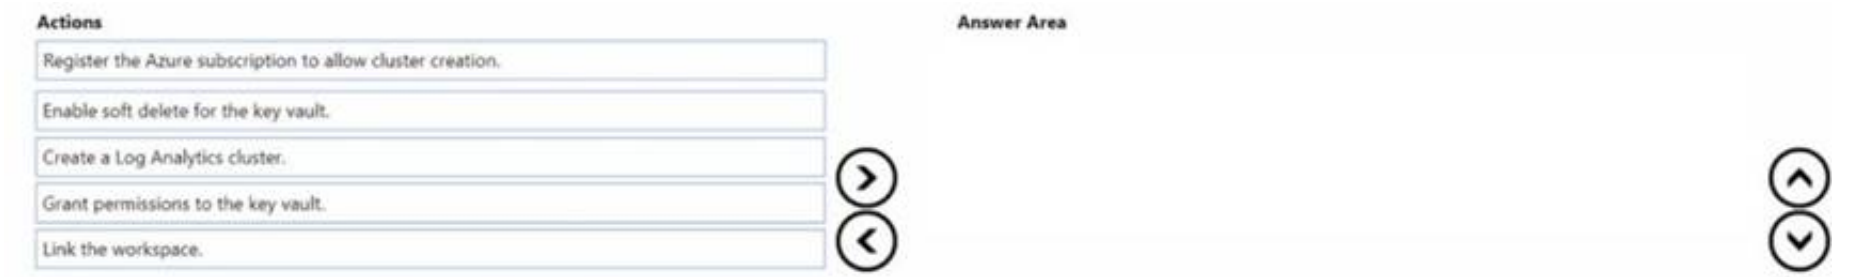 Actions
Answer Area
Register the Azure subscription to allow cluster creation.
Enable soft delete for the key vault.
Create a Log Analytics cluster.
Grant permissions to the key vault.
Link the workspace.